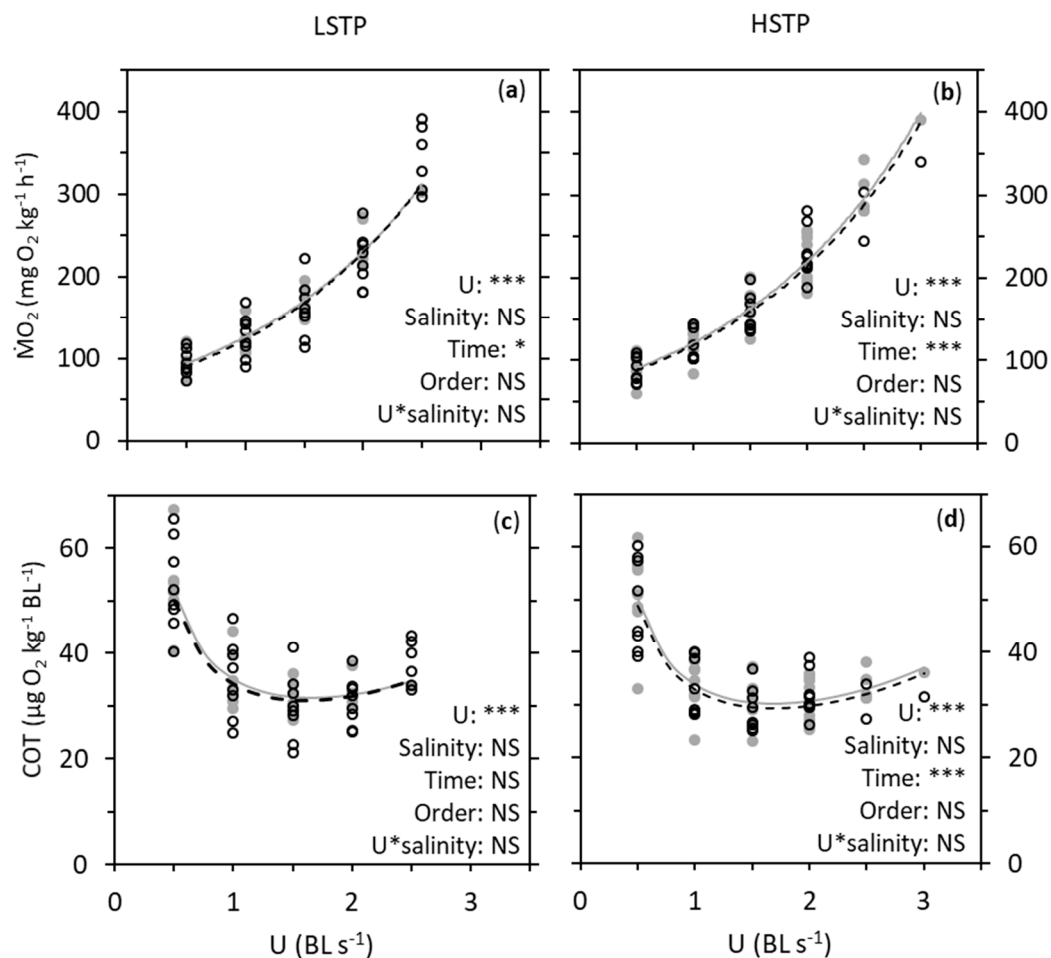 LSTP
HSTP
(a)
400
300
200
100
0
ṀO₂ (mg O₂ kg⁻¹ h⁻¹)
U: ***
Salinity: NS
Time: *
Order: NS
U*salinity: NS
(b)
400
300
200
100
0
U: ***
Salinity: NS
Time: ***
Order: NS
U*salinity: NS
(c)
60
40
20
0
COT (µg O₂ kg⁻¹ BL⁻¹)
U: ***
Salinity: NS
Time: NS
Order: NS
U*salinity: NS
0 1 2 3
U (BL s⁻¹)
(d)
60
40
20
0
U: ***
Salinity: NS
Time: ***
Order: NS
U*salinity: NS
0 1 2 3
U (BL s⁻¹)